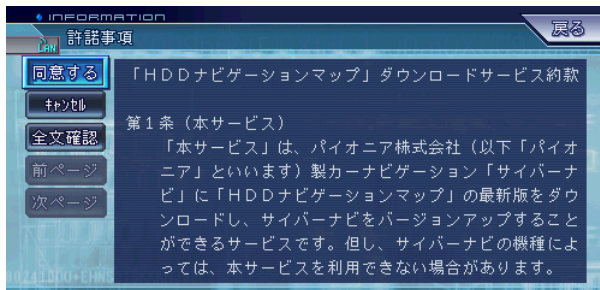 INFORMATION
戻る
LAN 許諾事項
同意する
ｷｬﾝｾﾙ
全文確認
前ページ
次ページ
「ＨＤＤナビゲーションマップ」ダウンロードサービス約款
第１条（本サービス）
「本サービス」は、パイオニア株式会社（以下「パイオ
ニア」といいます）製カーナビゲーション「サイバーナ
ビ」に「ＨＤＤナビゲーションマップ」の最新版をダウ
ンロードし、サイバーナビをバージョンアップすること
ができるサービスです。但し、サイバーナビの機種によ
っては、本サービスを利用できない場合があります。